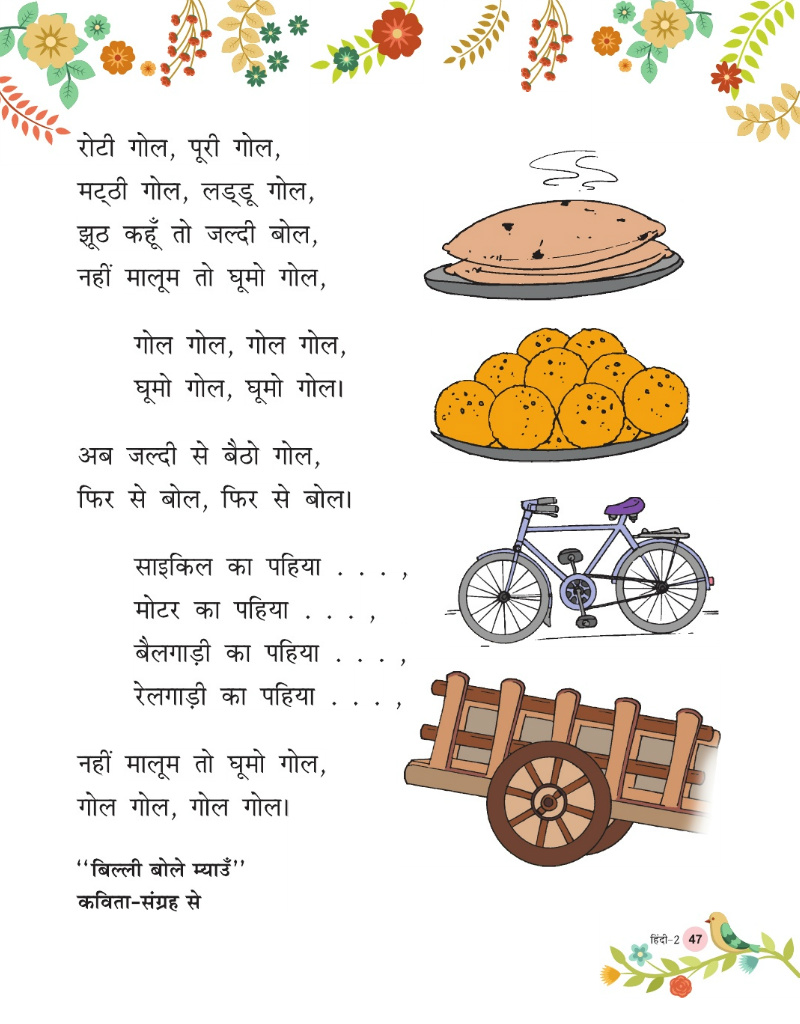 रोटी गोल, पूरी गोल,
मट्ठी गोल, लड्डू गोल,
झूठ कहूँ तो जल्दी बोल,
नहीं मालूम तो घूमो गोल,
गोल गोल, गोल गोल,
घूमो गोल, घूमो गोल।
अब जल्दी से बैठो गोल,
फिर से बोल, फिर से बोल।
साइकिल का पहिया . . . ,
मोटर का पहिया . . . . ,
बैलगाड़ी का पहिया . . . . ,
रेलगाड़ी का पहिया . . . . ,
नहीं मालूम तो घूमो गोल,
गोल गोल, गोल गोल।
‘‘बिल्ली बोले म्याउँ’’
कविता-संग्रह से
हिंदी-2 47